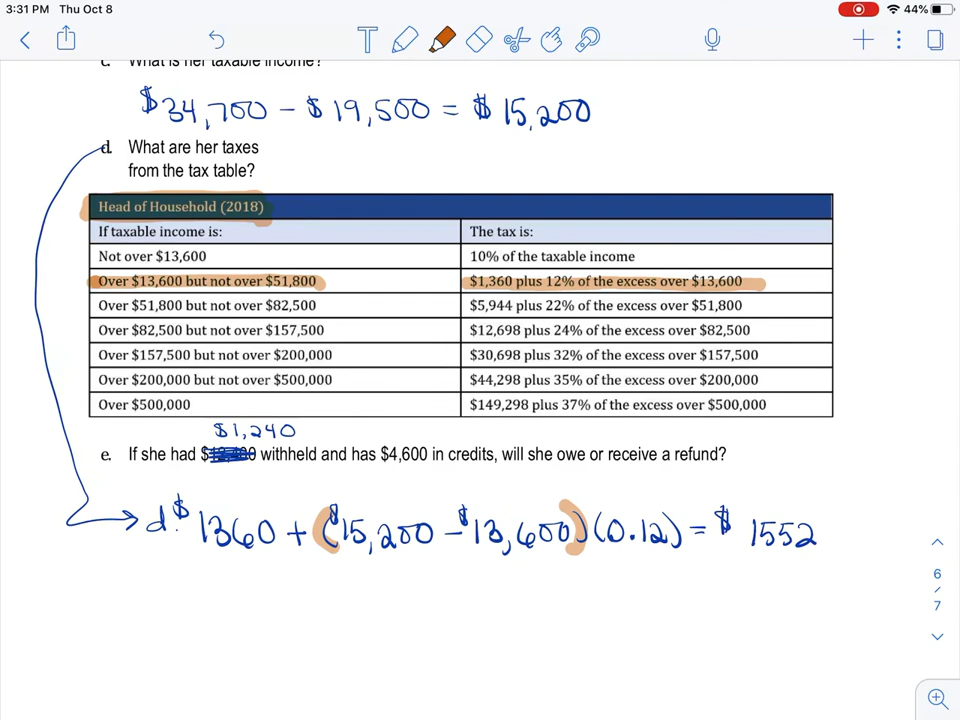 3:31 PM Thu Oct 8
44%
T
c. What is her taxable income?
$34,700 - $19,500 = $15,200
d. What are her taxes
from the tax table?
Head of Household (2018)
If taxable income is: The tax is:
Not over $13,600 10% of the taxable income
Over $13,600 but not over $51,800 $1,360 plus 12% of the excess over $13,600
Over $51,800 but not over $82,500 $5,944 plus 22% of the excess over $51,800
Over $82,500 but not over $157,500 $12,698 plus 24% of the excess over $82,500
Over $157,500 but not over $200,000 $30,698 plus 32% of the excess over $157,500
Over $200,000 but not over $500,000 $44,298 plus 35% of the excess over $200,000
Over $500,000 $149,298 plus 37% of the excess over $500,000
$1,240
e. If she had $ withheld and has $4,600 in credits, will she owe or receive a refund?
d. $1360 + ($15,200 - $13,600)(0.12) = $1552
6
/
7